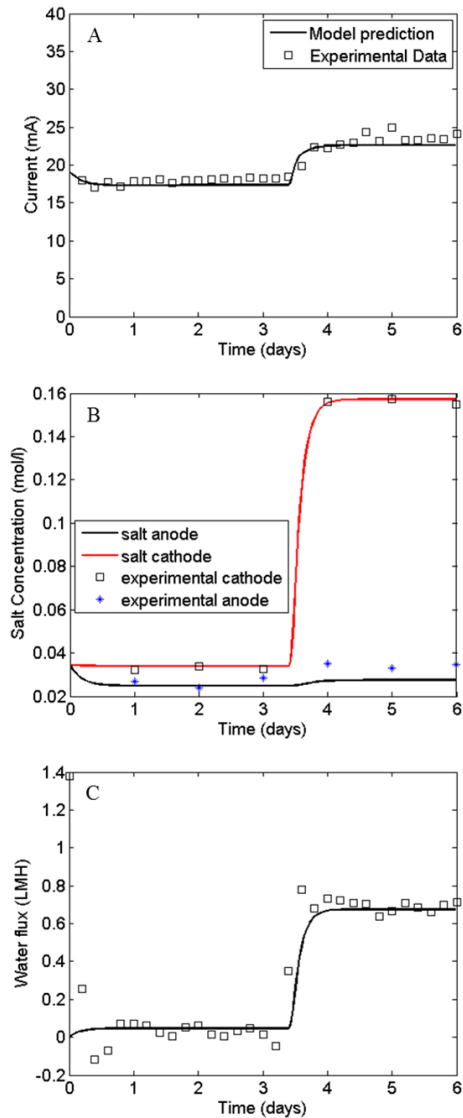 A
Model prediction
Experimental Data
Current (mA)
40
35
30
25
20
15
10
5
0
0 1 2 3 4 5 6
Time (days)
B
salt anode
salt cathode
experimental cathode
experimental anode
Salt Concentration (mol/l)
0.16
0.14
0.12
0.1
0.08
0.06
0.04
0.02
0 1 2 3 4 5 6
Time (days)
C
Water flux (LMH)
1.4
1.2
1
0.8
0.6
0.4
0.2
0
-0.2
0 1 2 3 4 5 6
Time (days)